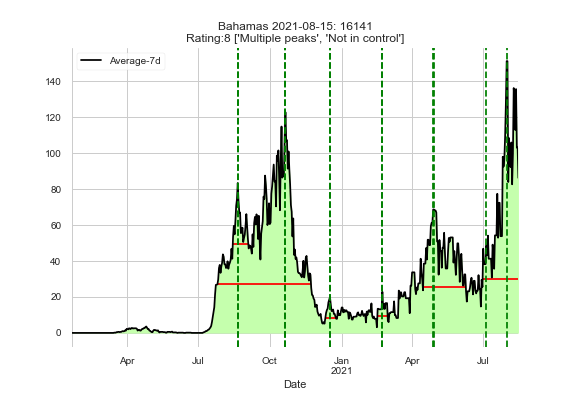 Bahamas 2021-08-15: 16141
Rating:8 ['Multiple peaks', 'Not in control']
Average-7d
140
120
100
80
60
40
20
0
Apr
Jul
Oct
Jan
2021
Apr
Jul
Date